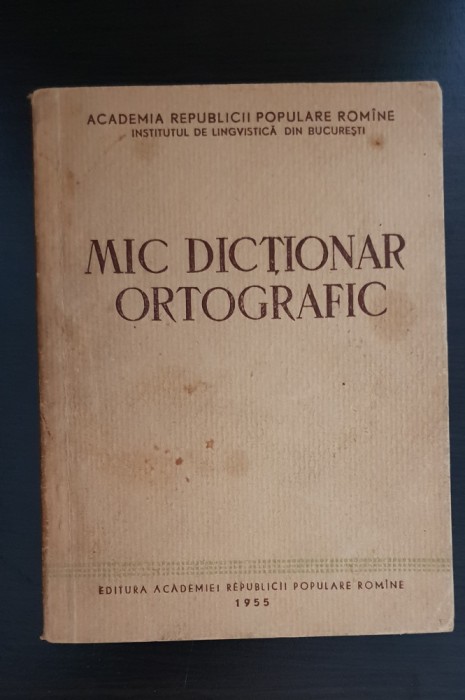 ACADEMIA REPUBLICII POPULARE ROMÎNE
INSTITUTUL DE LINGVISTICĂ DIN BUCUREȘTI
MIC DICȚIONAR
ORTOGRAFIC
EDITURA ACADEMIEI REPUBLICII POPULARE ROMÎNE
1955